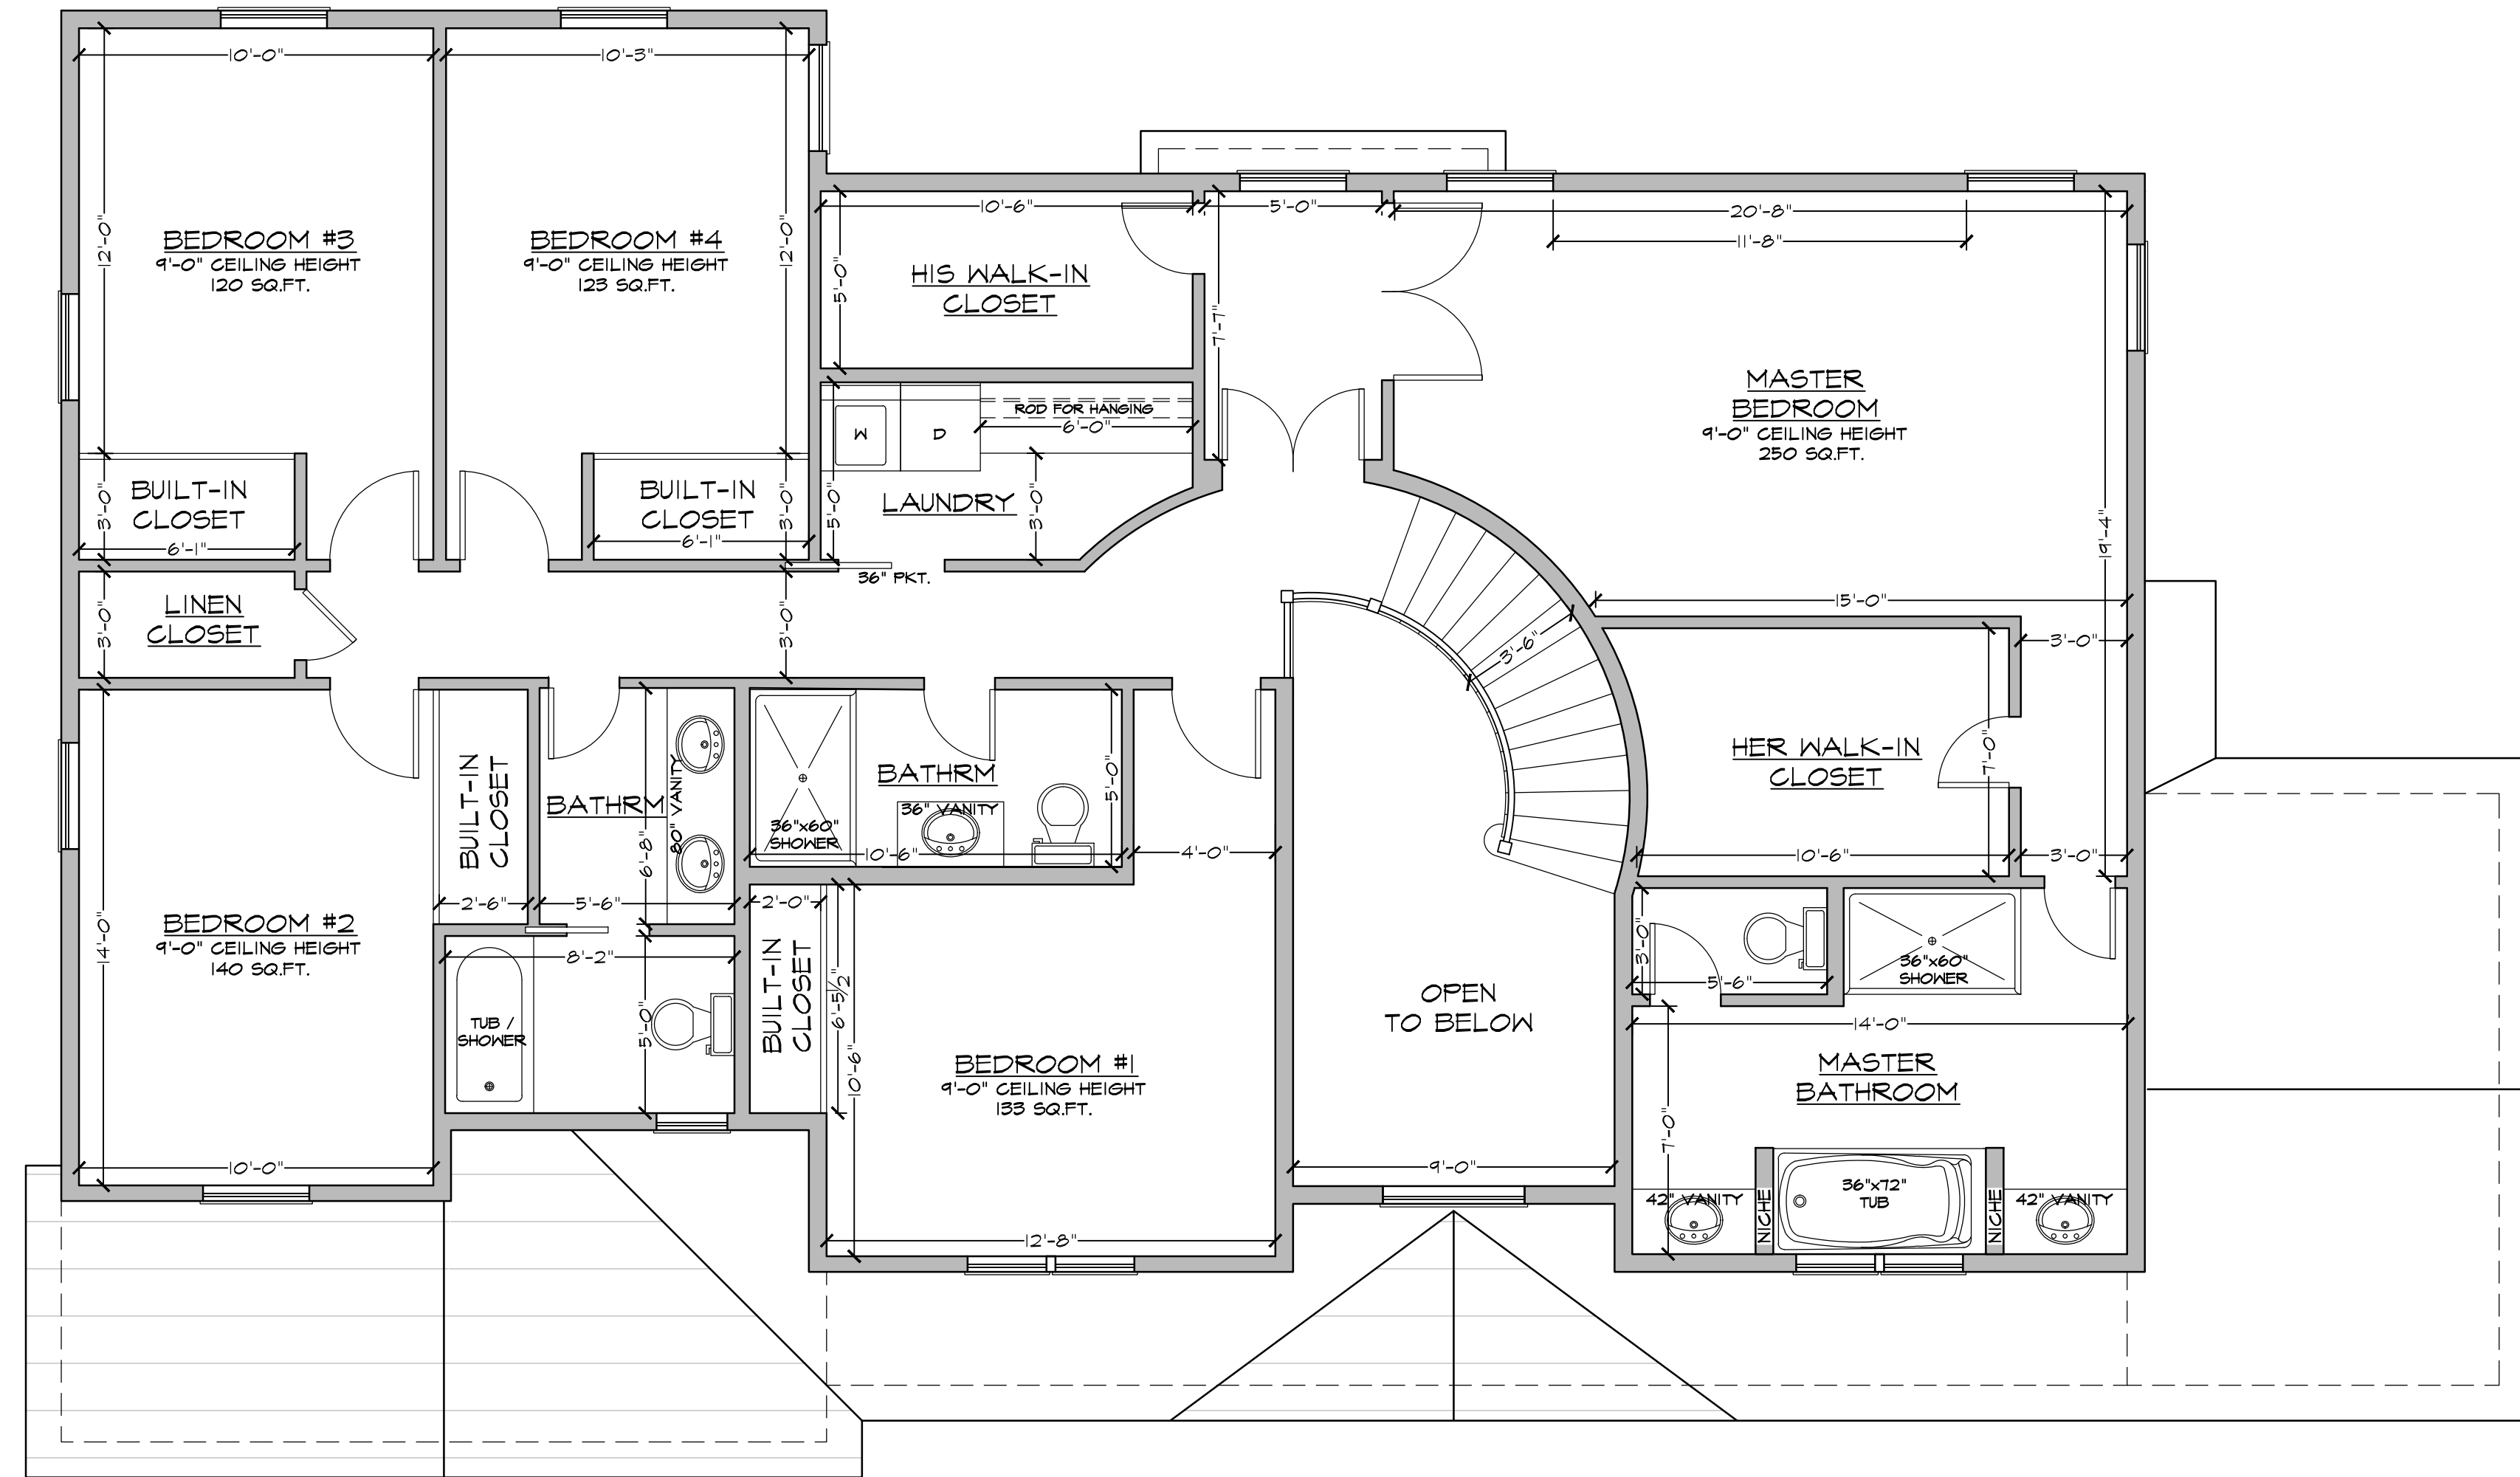 10'-0"
10'-3"
12'-0"
BEDROOM #3
9'-0" CEILING HEIGHT
120 SQ.FT.
BEDROOM #4
9'-0" CEILING HEIGHT
123 SQ.FT.
12'-0"
10'-6"
5'-0"
20'-8"
11'-8"
5'-0"
HIS WALK-IN
CLOSET
7'-7"
MASTER
BEDROOM
9'-0" CEILING HEIGHT
250 SQ.FT.
W
D
ROD FOR HANGING
6'-0"
3'-0"
BUILT-IN
CLOSET
6'-1"
BUILT-IN
CLOSET
6'-1"
3'-0"
5'-0"
LAUNDRY
3'-0"
19'-4"
36" PKT.
3'-0"
LINEN
CLOSET
3'-0"
15'-0"
3'-6"
3'-0"
HER WALK-IN
CLOSET
7'-0"
10'-6"
3'-0"
BUILT-IN
CLOSET
2'-6"
BATHRM
80" VANITY
6'-8"
5'-6"
36"x60"
SHOWER
BATHRM
36" VANITY
5'-0"
10'-6"
4'-0"
2'-0"
14'-0"
BEDROOM #2
9'-0" CEILING HEIGHT
140 SQ.FT.
8'-2"
TUB /
SHOWER
5'-0"
BUILT-IN
CLOSET
6'-5/2"
10'-6"
BEDROOM #1
9'-0" CEILING HEIGHT
133 SQ.FT.
OPEN
TO BELOW
3'-0"
5'-6"
36"x60"
SHOWER
14'-0"
MASTER
BATHROOM
7'-0"
10'-0"
9'-0"
12'-8"
42" VANITY
NICHE
36"x72"
TUB
NICHE
42" VANITY